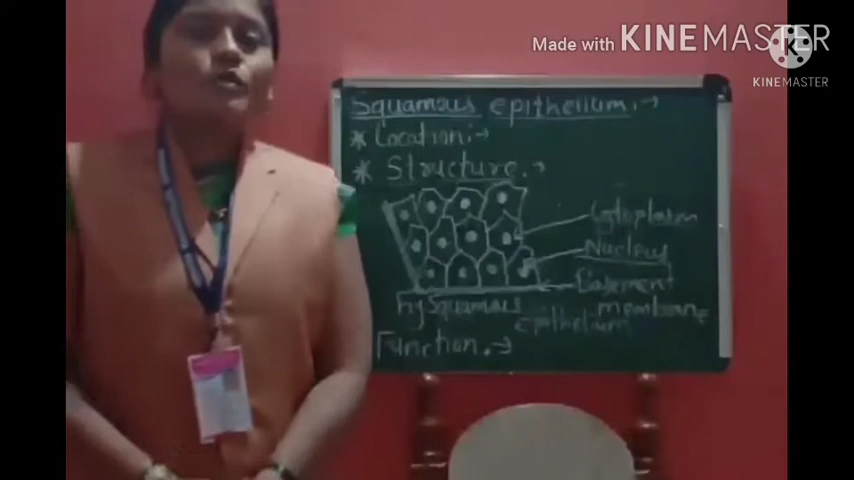 Made with KINEMASTER
KINEMASTER
Squamous epithelium :→
* Location :→
* Structure :→
Cytoplasm
Nucleus
Basement
membrane
fig Squamous
epithelium
Function :→